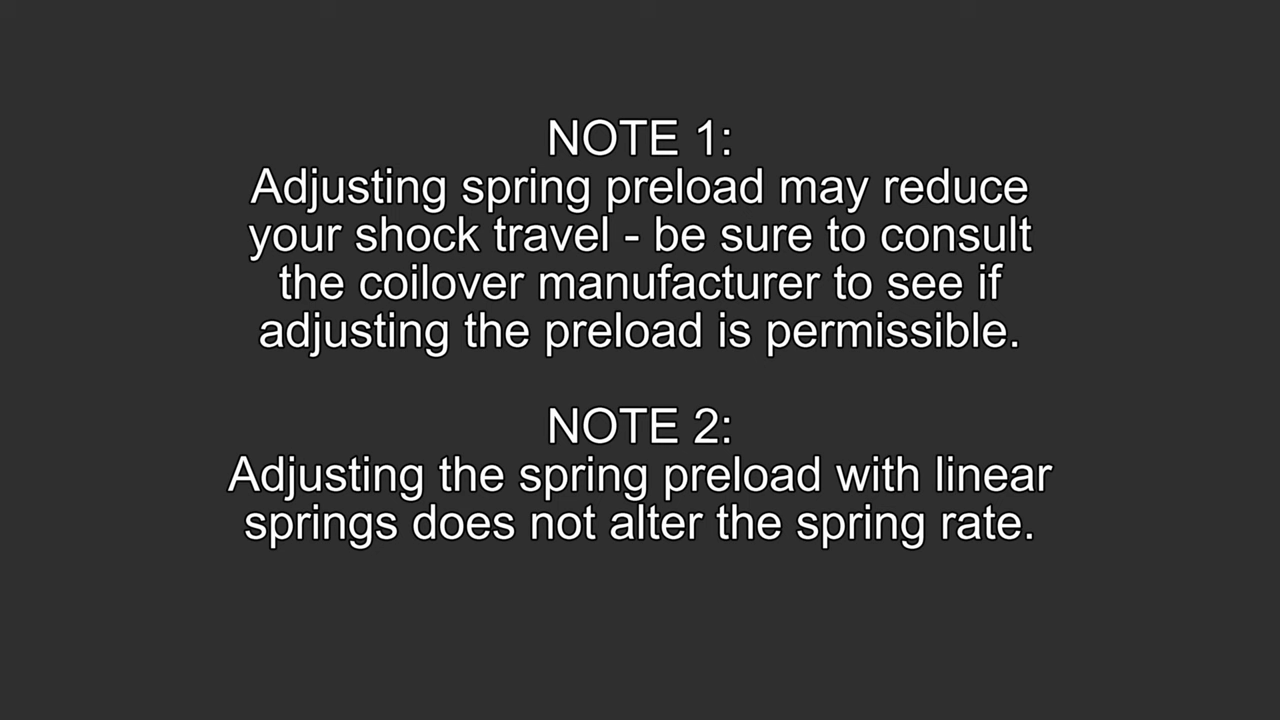 NOTE 1:
Adjusting spring preload may reduce
your shock travel - be sure to consult
the coilover manufacturer to see if
adjusting the preload is permissible.
NOTE 2:
Adjusting the spring preload with linear
springs does not alter the spring rate.